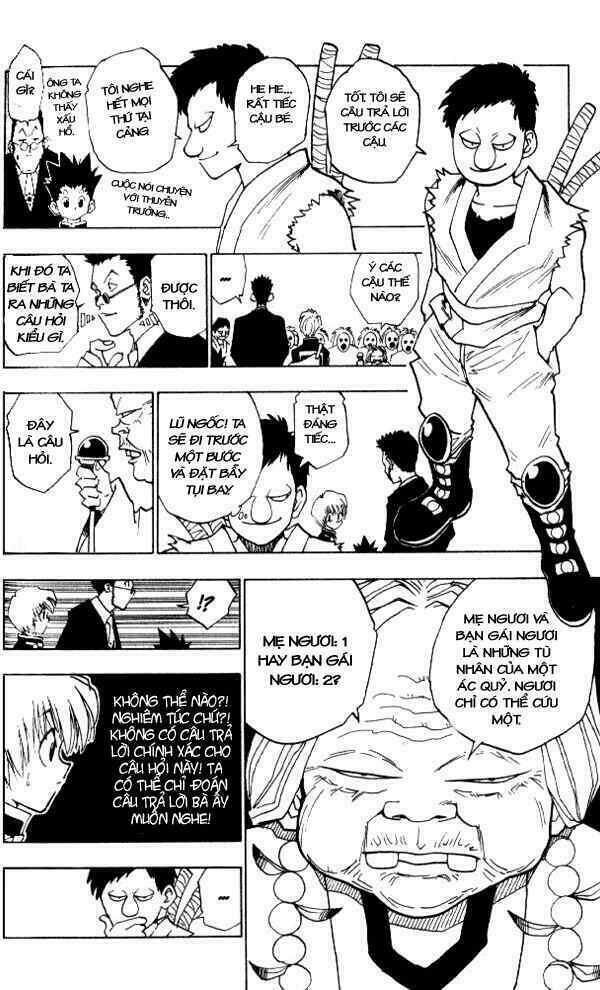 TỐT, TÔI SẼ
CÂU TRẢ LỜI
TRƯỚC CÁC
CẬU.
HE HE...
RẤT TIẾC
CẬU BÉ.
TÔI NGHE
HẾT MỌI
THỨ TẠI
CẢNG
CUỘC NÓI CHUYỆN
VỚI THUYỀN
TRƯỞNG..
ÔNG TA
KHÔNG
THẤY
XẤU
HỔ.
CÁI
GÌ?
Ý CÁC
CẬU THẾ
NÀO?
...
ĐƯỢC
THÔI.
KHI ĐÓ TA
BIẾT BÀ TA
RA NHỮNG
CÂU HỎI
KIỂU GÌ.
THẬT
ĐÁNG
TIẾC...
LŨ NGỐC! TA
SẼ ĐI TRƯỚC
MỘT BƯỚC
VÀ ĐẶT BẪY
TỤI BAY.
ĐÂY
LÀ CÂU
HỎI.
MẸ NGƯƠI VÀ
BẠN GÁI NGƯƠI
LÀ NHỮNG TÙ
NHÂN CỦA MỘT
ÁC QUỶ. NGƯƠI
CHỈ CÓ THỂ CỨU
MỘT.
MẸ NGƯƠI: 1
HAY BẠN GÁI
NGƯƠI: 2?
!?
KHÔNG THỂ NÀO?!
NGHIÊM TÚC CHỨ?!
KHÔNG CÓ CÂU TRẢ
LỜI CHÍNH XÁC CHO
CÂU HỎI NÀY! TA
CÓ THỂ CHỈ ĐOÁN
CÂU TRẢ LỜI BÀ ẤY
MUỐN NGHE!
...